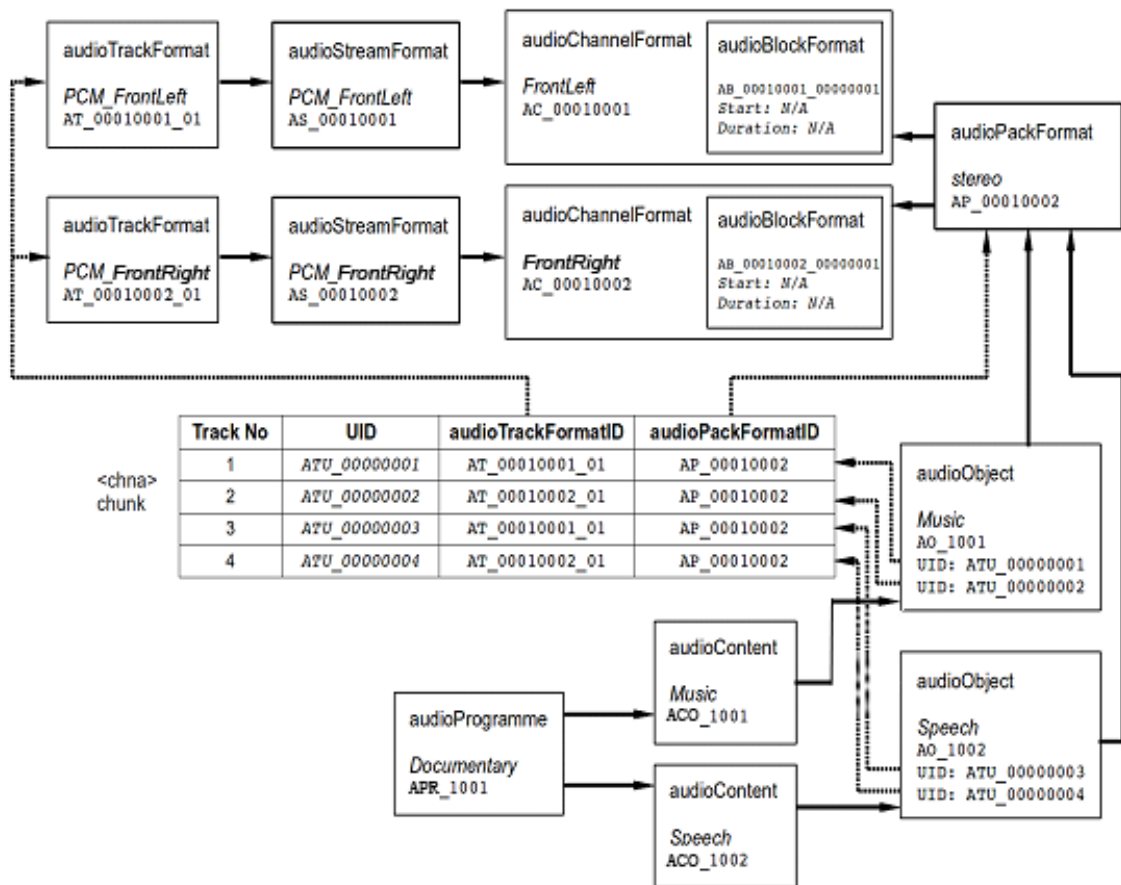 audioTrackFormat
PCM_FrontLeft
AT_00010001_01
audioStreamFormat
PCM_FrontLeft
AS_00010001
audioChannelFormat
FrontLeft
AC_00010001
audioBlockFormat
AB_00010001_00000001
Start: N/A
Duration: N/A
audioPackFormat
stereo
AP_00010002
audioTrackFormat
PCM_FrontRight
AT_00010002_01
audioStreamFormat
PCM_FrontRight
AS_00010002
audioChannelFormat
FrontRight
AC_00010002
audioBlockFormat
AB_00010002_00000001
Start: N/A
Duration: N/A
<chna>
chunk
Track No UID audioTrackFormatID audioPackFormatID
1 ATU_00000001 AT_00010001_01 AP_00010002
2 ATU_00000002 AT_00010002_01 AP_00010002
3 ATU_00000003 AT_00010001_01 AP_00010002
4 ATU_00000004 AT_00010002_01 AP_00010002
audioObject
Music
AO_1001
UID: ATU_00000001
UID: ATU_00000002
audioContent
Music
ACO_1001
audioObject
Speech
AO_1002
UID: ATU_00000003
UID: ATU_00000004
audioProgramme
Documentary
APR_1001
audioContent
Speech
ACO_1002